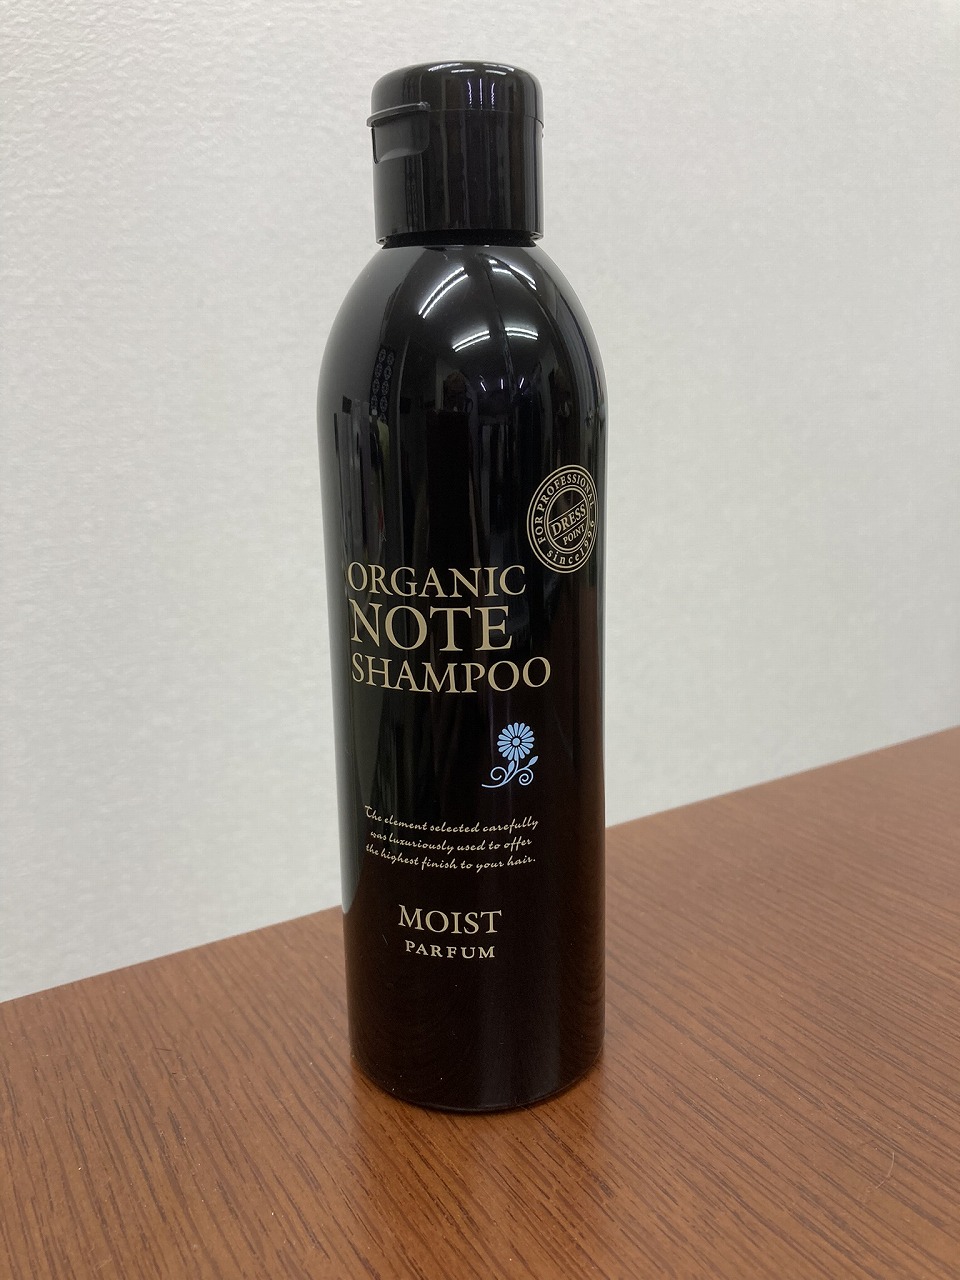 FOR PROFESSIONAL
DRESS
POINT
since1996
ORGANIC
NOTE
SHAMPOO
The element selected carefully
was luxuriously used to offer
the highest finish to your hair.
MOIST
PARFUM